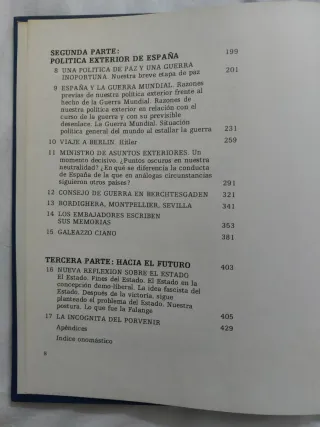 SEGUNDA PARTE:
POLITICA EXTERIOR DE ESPAÑA 199
8 UNA POLITICA DE PAZ Y UNA GUERRA
INOPORTUNA Nuestra breve etapa de paz 201
9 ESPAÑA Y LA GUERRA MUNDIAL. Razones
previas de nuestra política exterior frente al
hecho de la Guerra Mundial. Razones de
nuestra política exterior en relación con el
curso de la guerra y con su previsible
desenlace. La Guerra Mundial. Situación
política general del mundo al estallar la guerra 231
10 VIAJE A BERLIN Hitler 259
11 MINISTRO DE ASUNTOS EXTERIORES. Un
momento decisivo. ¿Puntos oscuros en nuestra
neutralidad? ¿En qué se diferencia la conducta
de España de la que en análogas circunstancias
siguieron otros países? 291
12 CONSEJO DE GUERRA EN BERCHTESGADEN 321
13 BORDIGHERA, MONTPELLIER, SEVILLA 341
14 LOS EMBAJADORES ESCRIBEN
SUS MEMORIAS 353
15 GALEAZZO CIANO 381
TERCERA PARTE: HACIA EL FUTURO 403
16 NUEVA REFLEXION SOBRE EL ESTADO
El Estado. Fines del Estado. El Estado en la
concepción demo-liberal. La idea fascista del
Estado. Después de la victoria, sigue
planteado el problema del Estado. Nuestra
postura. Lo que fue la Falange 405
17 LA INCOGNITA DEL PORVENIR 429
Apéndices
Indice onomástico